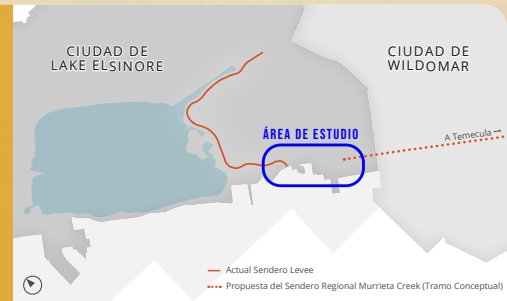 CIUDAD DE
LAKE ELSINORE
CIUDAD DE
WILDOMAR
ÁREA DE ESTUDIO
A Temecula →
Actual Sendero Levee
Propuesta del Sendero Regional Murrieta Creek (Tramo Conceptual)